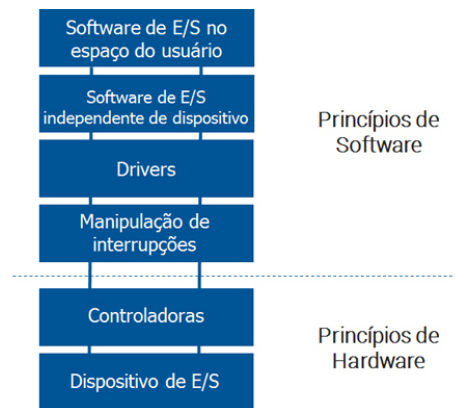 Software de E/S no
espaço do usuário
Software de E/S
independente de dispositivo
Princípios de
Software
Drivers
Manipulação de
interrupções
Controladoras
Princípios de
Hardware
Dispositivo de E/S